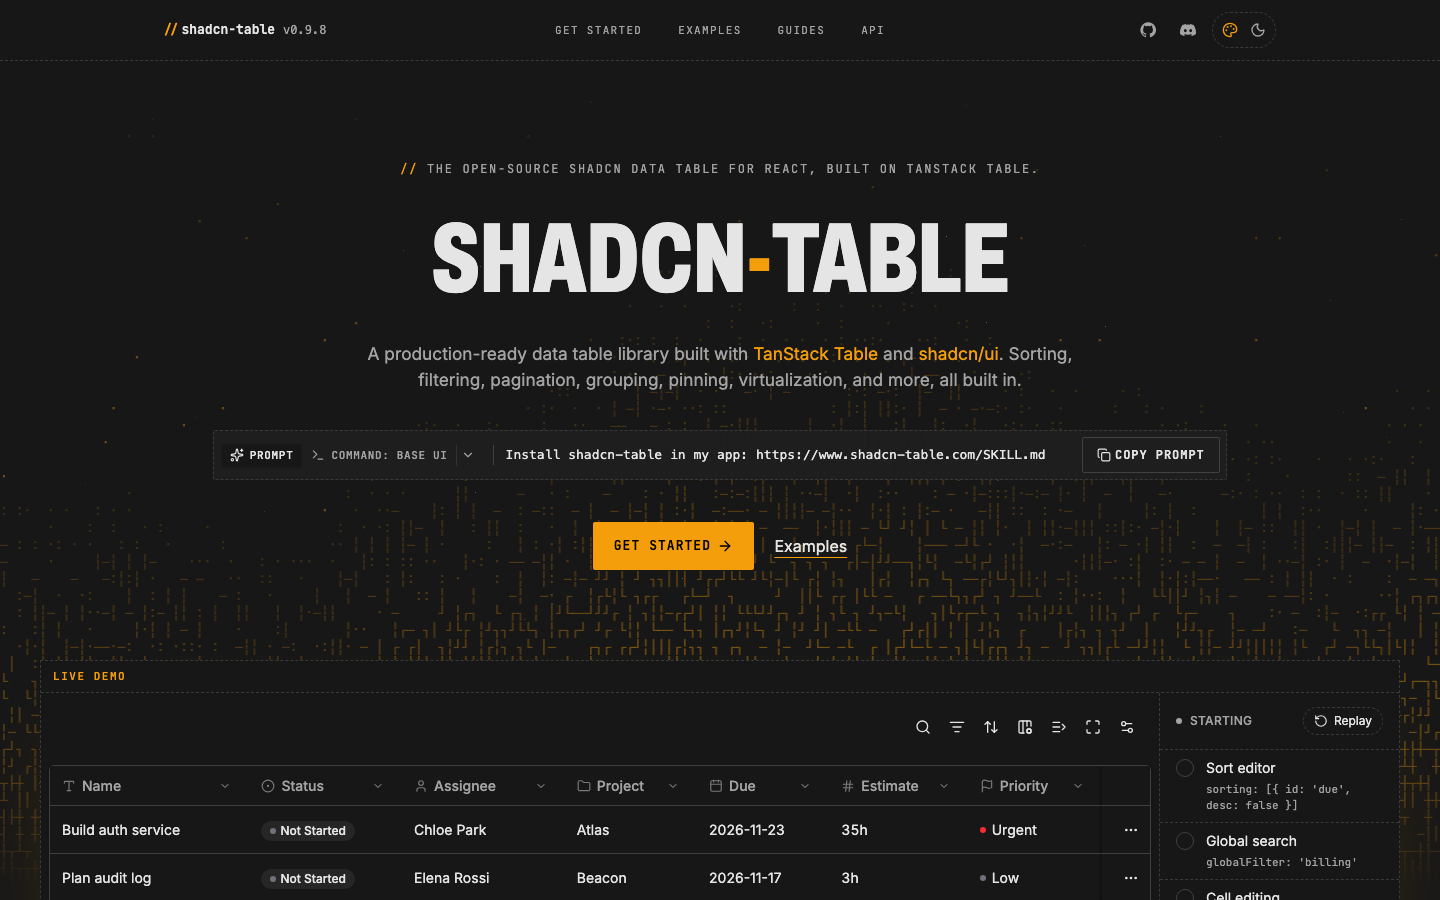 // shadcn-table v0.9.8
GET STARTED EXAMPLES GUIDES API
// THE OPEN-SOURCE SHADCN DATA TABLE FOR REACT, BUILT ON TANSTACK TABLE.
SHADCN-TABLE
A production-ready data table library built with TanStack Table and shadcn/ui. Sorting,
filtering, pagination, grouping, pinning, virtualization, and more, all built in.
PROMPT COMMAND: BASE UI Install shadcn-table in my app: https://www.shadcn-table.com/SKILL.md COPY PROMPT
GET STARTED → Examples
LIVE DEMO
STARTING Replay
Name Status Assignee Project Due Estimate Priority
Build auth service Not Started Chloe Park Atlas 2026-11-23 35h Urgent
Plan audit log Not Started Elena Rossi Beacon 2026-11-17 3h Low
Sort editor
sorting: [{ id: 'due',
desc: false }]
Global search
globalFilter: 'billing'
Cell editing